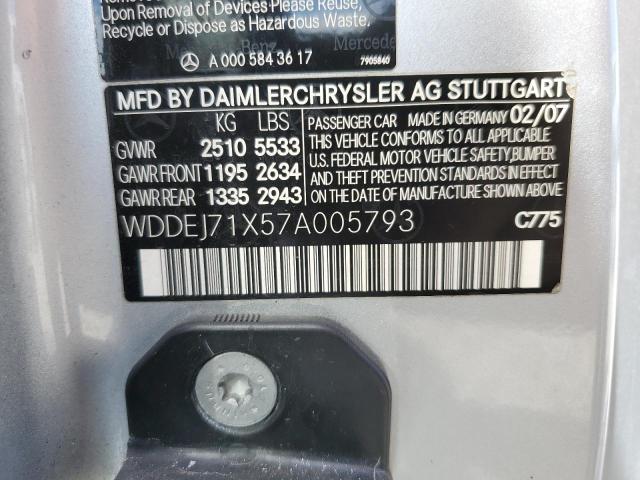 Upon Removal of Devices Please Reuse,
Recycle or Dispose as Hazardous Waste.
A 000 584 36 17
7905840
MFD BY DAIMLERCHRYSLER AG STUTTGART
KG LBS
GVWR 2510 5533
GAWR FRONT 1195 2634
GAWR REAR 1335 2943
PASSENGER CAR MADE IN GERMANY 02/07
THIS VEHICLE CONFORMS TO ALL APPLICABLE
U.S. FEDERAL MOTOR VEHICLE SAFETY, BUMPER
AND THEFT PREVENTION STANDARDS IN EFFECT
ON THE DATE OF MANUFACTURE SHOWN ABOVE.
WDDEJ71X57A005793
C775